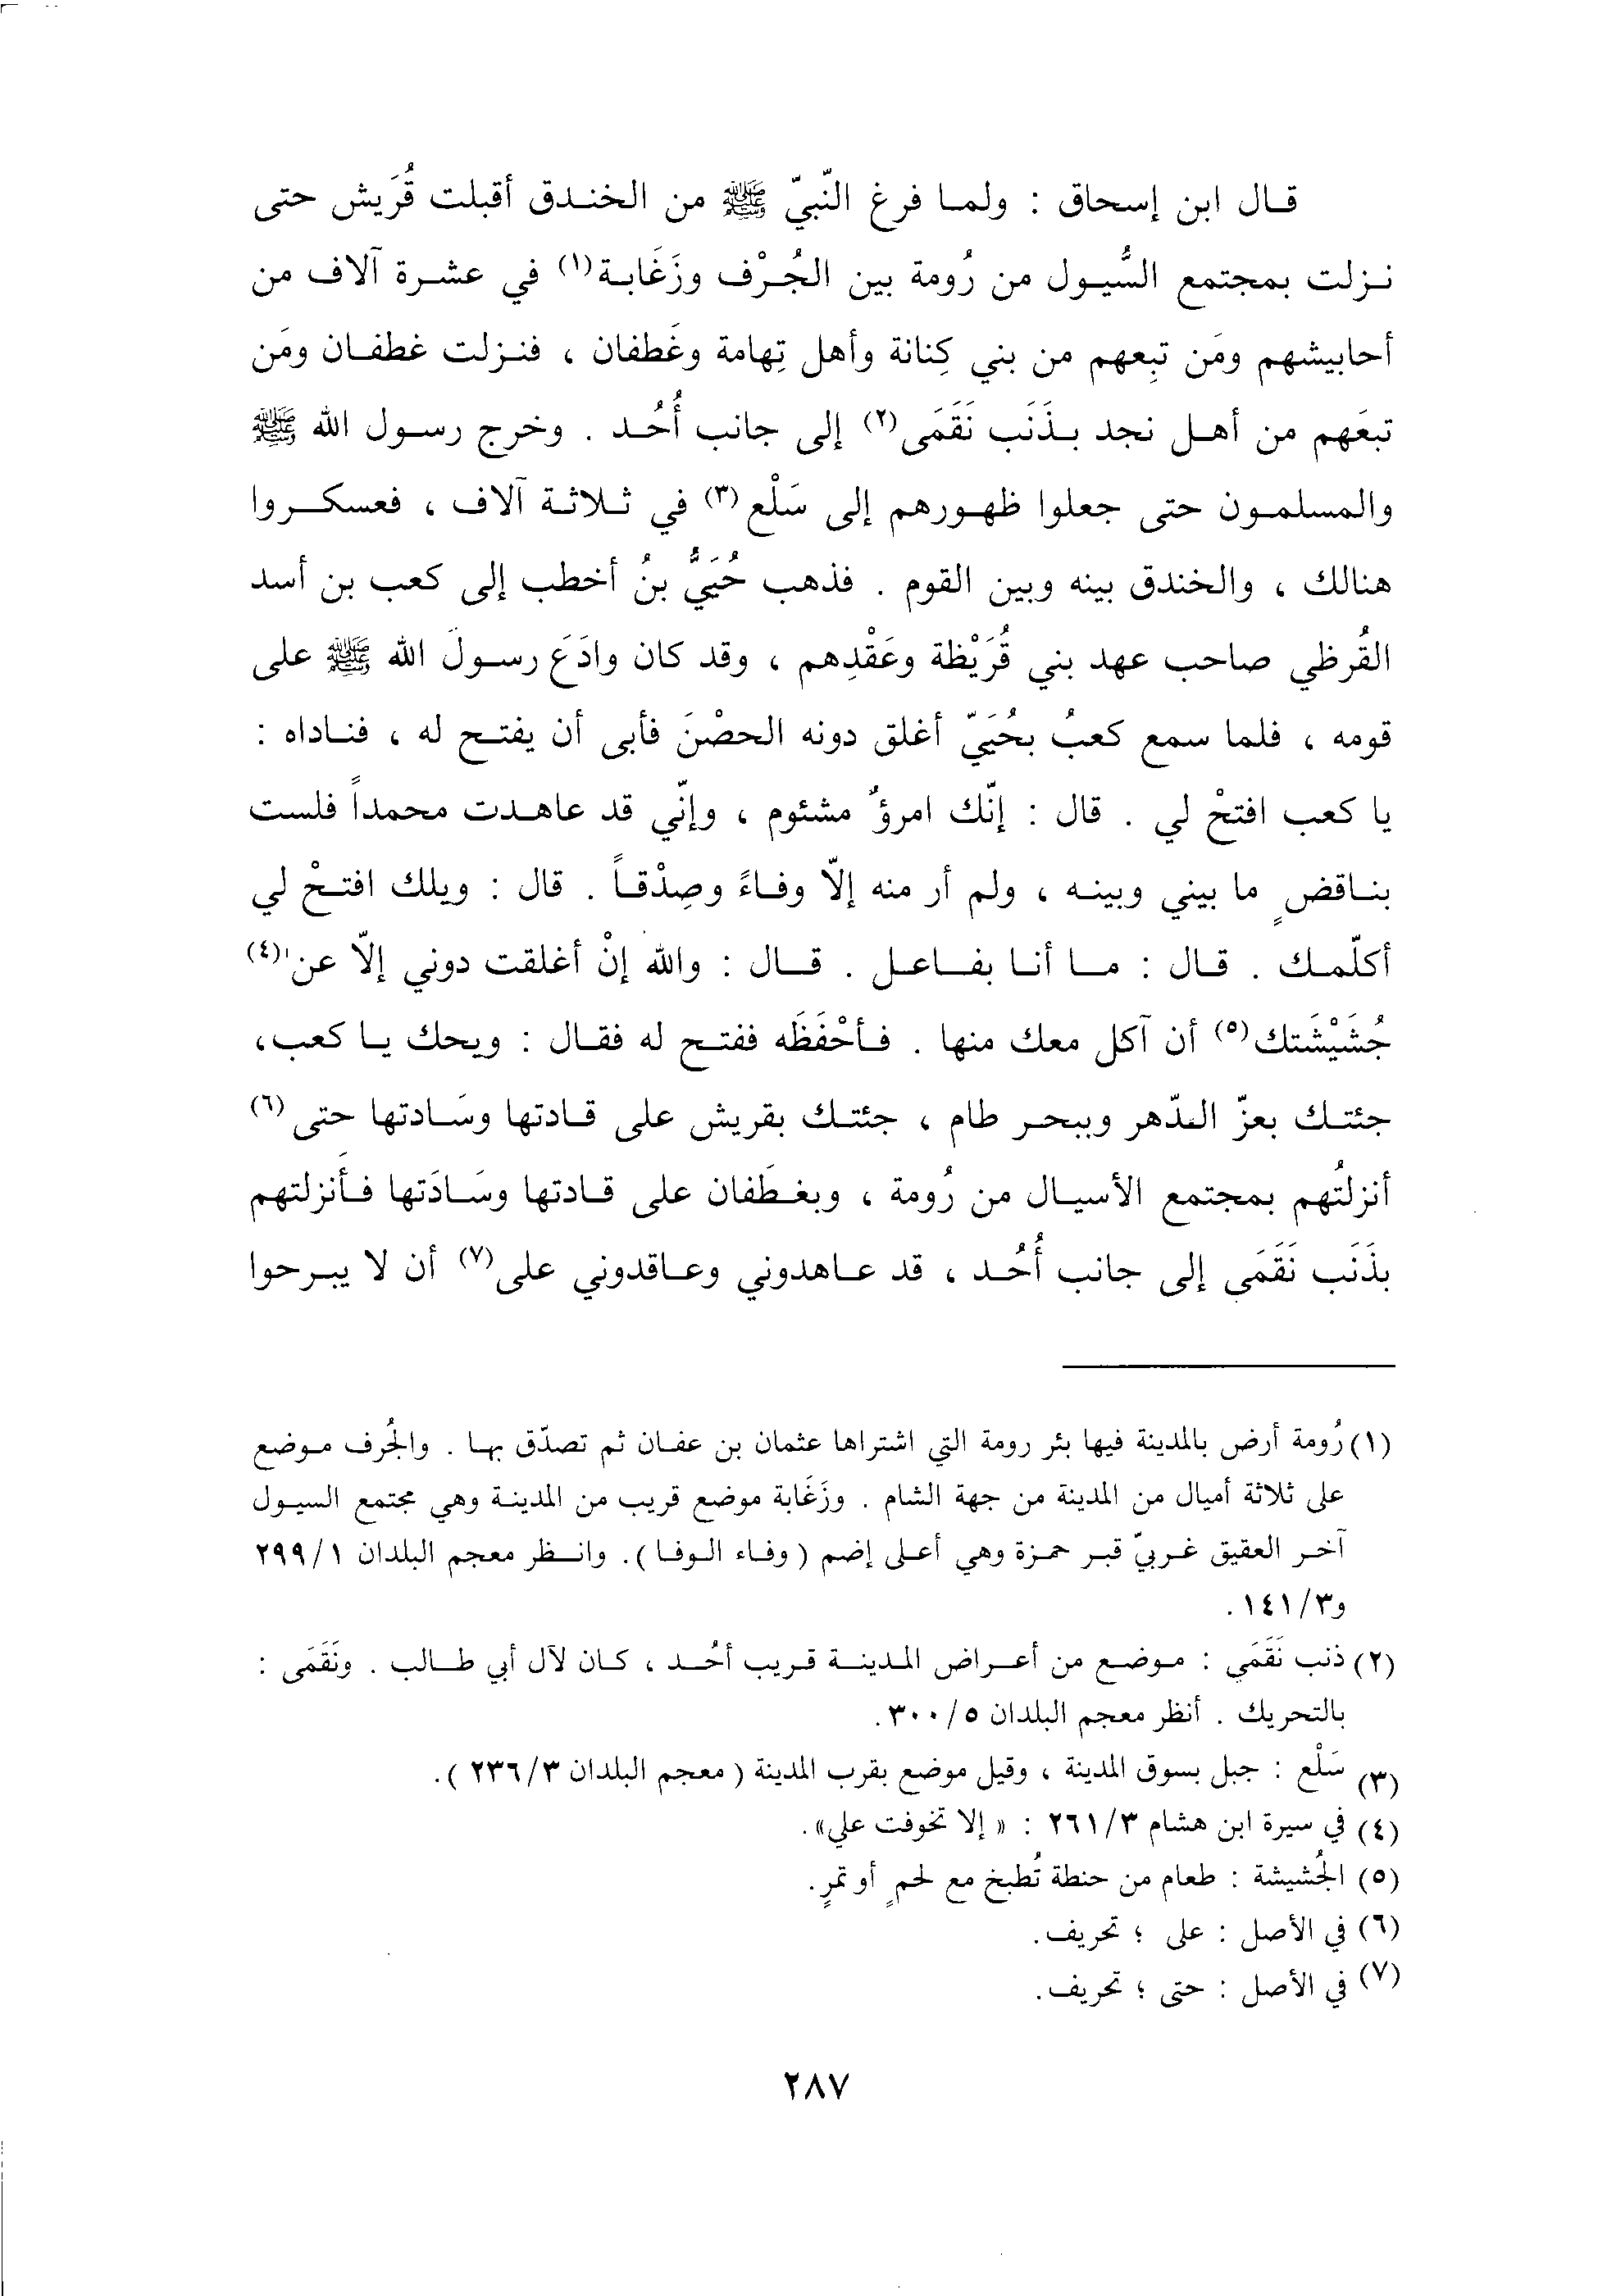 قال ابن إسحاق : ولما فرغ النّبيّ ﷺ من الخندق أقبلت قُرَيش حتى
نزلت بمجتمع السُّيول من رُومة بين الجُرْف وزَغَابة(١) في عشرة آلاف من
أحابيشهم ومَن تبِعهم من بني كِنانة وأهل تِهامة وغَطفان ، فنزلت غطفان ومَن
تبعَهم من أهل نجد بذَنَب نَقَمَى(٢) إلى جانب أُحُد . وخرج رسول الله ﷺ
والمسلمون حتى جعلوا ظهورهم إلى سَلْع(٣) في ثلاثة آلاف ، فعسكروا
هنالك ، والخندق بينه وبين القوم . فذهب حُيَيُّ بنُ أخطب إلى كعب بن أسد
القُرظي صاحب عهد بني قُرَيْظة وعَقْدِهم ، وقد كان وادَعَ رسولَ الله ﷺ على
قومه ، فلما سمع كعبُ بحُيَيّ أغلق دونه الحصْنَ فأبى أن يفتح له ، فناداه :
يا كعب افتحْ لي . قال : إنّك امرؤٌ مشئوم ، وإنّي قد عاهدت محمداً فلست
بناقضٍ ما بيني وبينه ، ولم أر منه إلاّ وفاءً وصِدْقاً . قال : ويلك افتحْ لي
أكلّمك . قال : ما أنا بفاعل . قال : والله إنْ أغلقت دوني إلاّ عن(٤)
جُشَيْشَتك(٥) أن آكل معك منها . فأحْفَظَه ففتح له فقال : ويحك يا كعب،
جئتك بعزّ الدّهر وببحر طام ، جئتك بقريش على قادتها وسَادتها حتى (٦)
أنزلتُهم بمجتمع الأسيال من رُومة ، وبغطَفان على قادتها وسَادَتها فأَنزلتهم
بذَنَب نَقَمَى إلى جانب أُحُد ، قد عاهدوني وعاقدوني على(٧) أن لا يبرحوا
(١) رُومة أرض بالمدينة فيها بئر رومة التي اشتراها عثمان بن عفان ثم تصدّق بها . والجُرف موضع
على ثلاثة أميال من المدينة من جهة الشام . وزَغَابة موضع قريب من المدينة وهي مجتمع السيول
آخر العقيق غربيّ قبر حمزة وهي أعلى إضم ( وفاء الوفا ). وانظر معجم البلدان ٢٩٩/١
و١٤١/٣ .
(٢) ذنب نَقَمَي : موضع من أعراض المدينة قريب أحُد ، كان لآل أبي طالب . ونَقَمَى :
بالتحريك . أنظر معجم البلدان ٣٠٠/٥.
(٣) سَلْع : جبل بسوق المدينة ، وقيل موضع بقرب المدينة ( معجم البلدان ٢٣٦/٣ ).
(٤) في سيرة ابن هشام ٢٦١/٣ : « إلا تخوفت علي».
(٥) الجُشيشة : طعام من حنطة تُطبخ مع لحمٍ أو تمرٍ.
(٦) في الأصل : على ؛ تحريف.
(٧) في الأصل : حتى ؛ تحريف.
٢٨٧